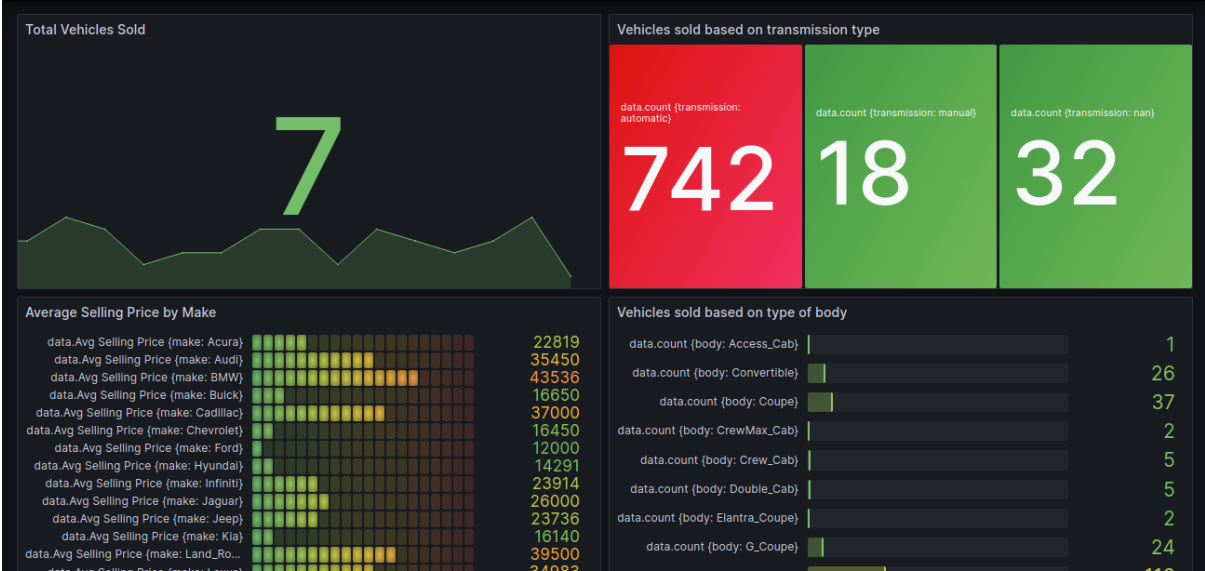 Total Vehicles Sold
7
Vehicles sold based on transmission type
data.count {transmission:
automatic}
742
data.count {transmission: manual}
18
data.count {transmission: nan}
32
Average Selling Price by Make
data.Avg Selling Price {make: Acura} 22819
data.Avg Selling Price {make: Audi} 35450
data.Avg Selling Price {make: BMW} 43536
data.Avg Selling Price {make: Buick} 16650
data.Avg Selling Price {make: Cadillac} 37000
data.Avg Selling Price {make: Chevrolet} 16450
data.Avg Selling Price {make: Ford} 12000
data.Avg Selling Price {make: Hyundai} 14291
data.Avg Selling Price {make: Infiniti} 23914
data.Avg Selling Price {make: Jaguar} 26000
data.Avg Selling Price {make: Jeep} 23736
data.Avg Selling Price {make: Kia} 16140
data.Avg Selling Price {make: Land_Ro... 39500
data.Avg Selling Price {make: Lexus} 34983
Vehicles sold based on type of body
data.count {body: Access_Cab} 1
data.count {body: Convertible} 26
data.count {body: Coupe} 37
data.count {body: CrewMax_Cab} 2
data.count {body: Crew_Cab} 5
data.count {body: Double_Cab} 5
data.count {body: Elantra_Coupe} 2
data.count {body: G_Coupe} 24